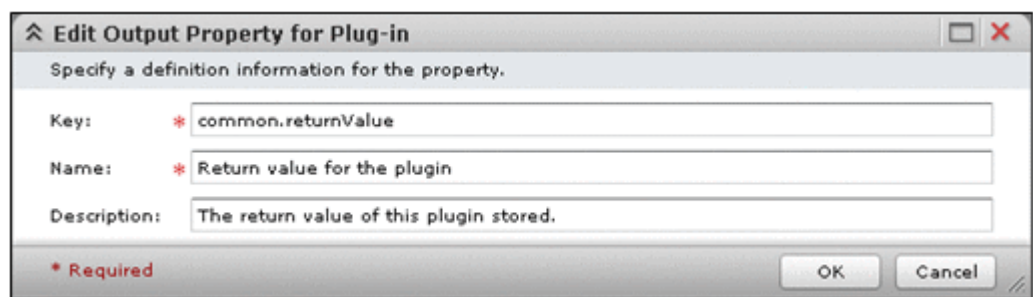 Edit Output Property for Plug-in
Specify a definition information for the property.
Key: * common.returnValue
Name: * Return value for the plugin
Description: The return value of this plugin stored.
* Required OK Cancel